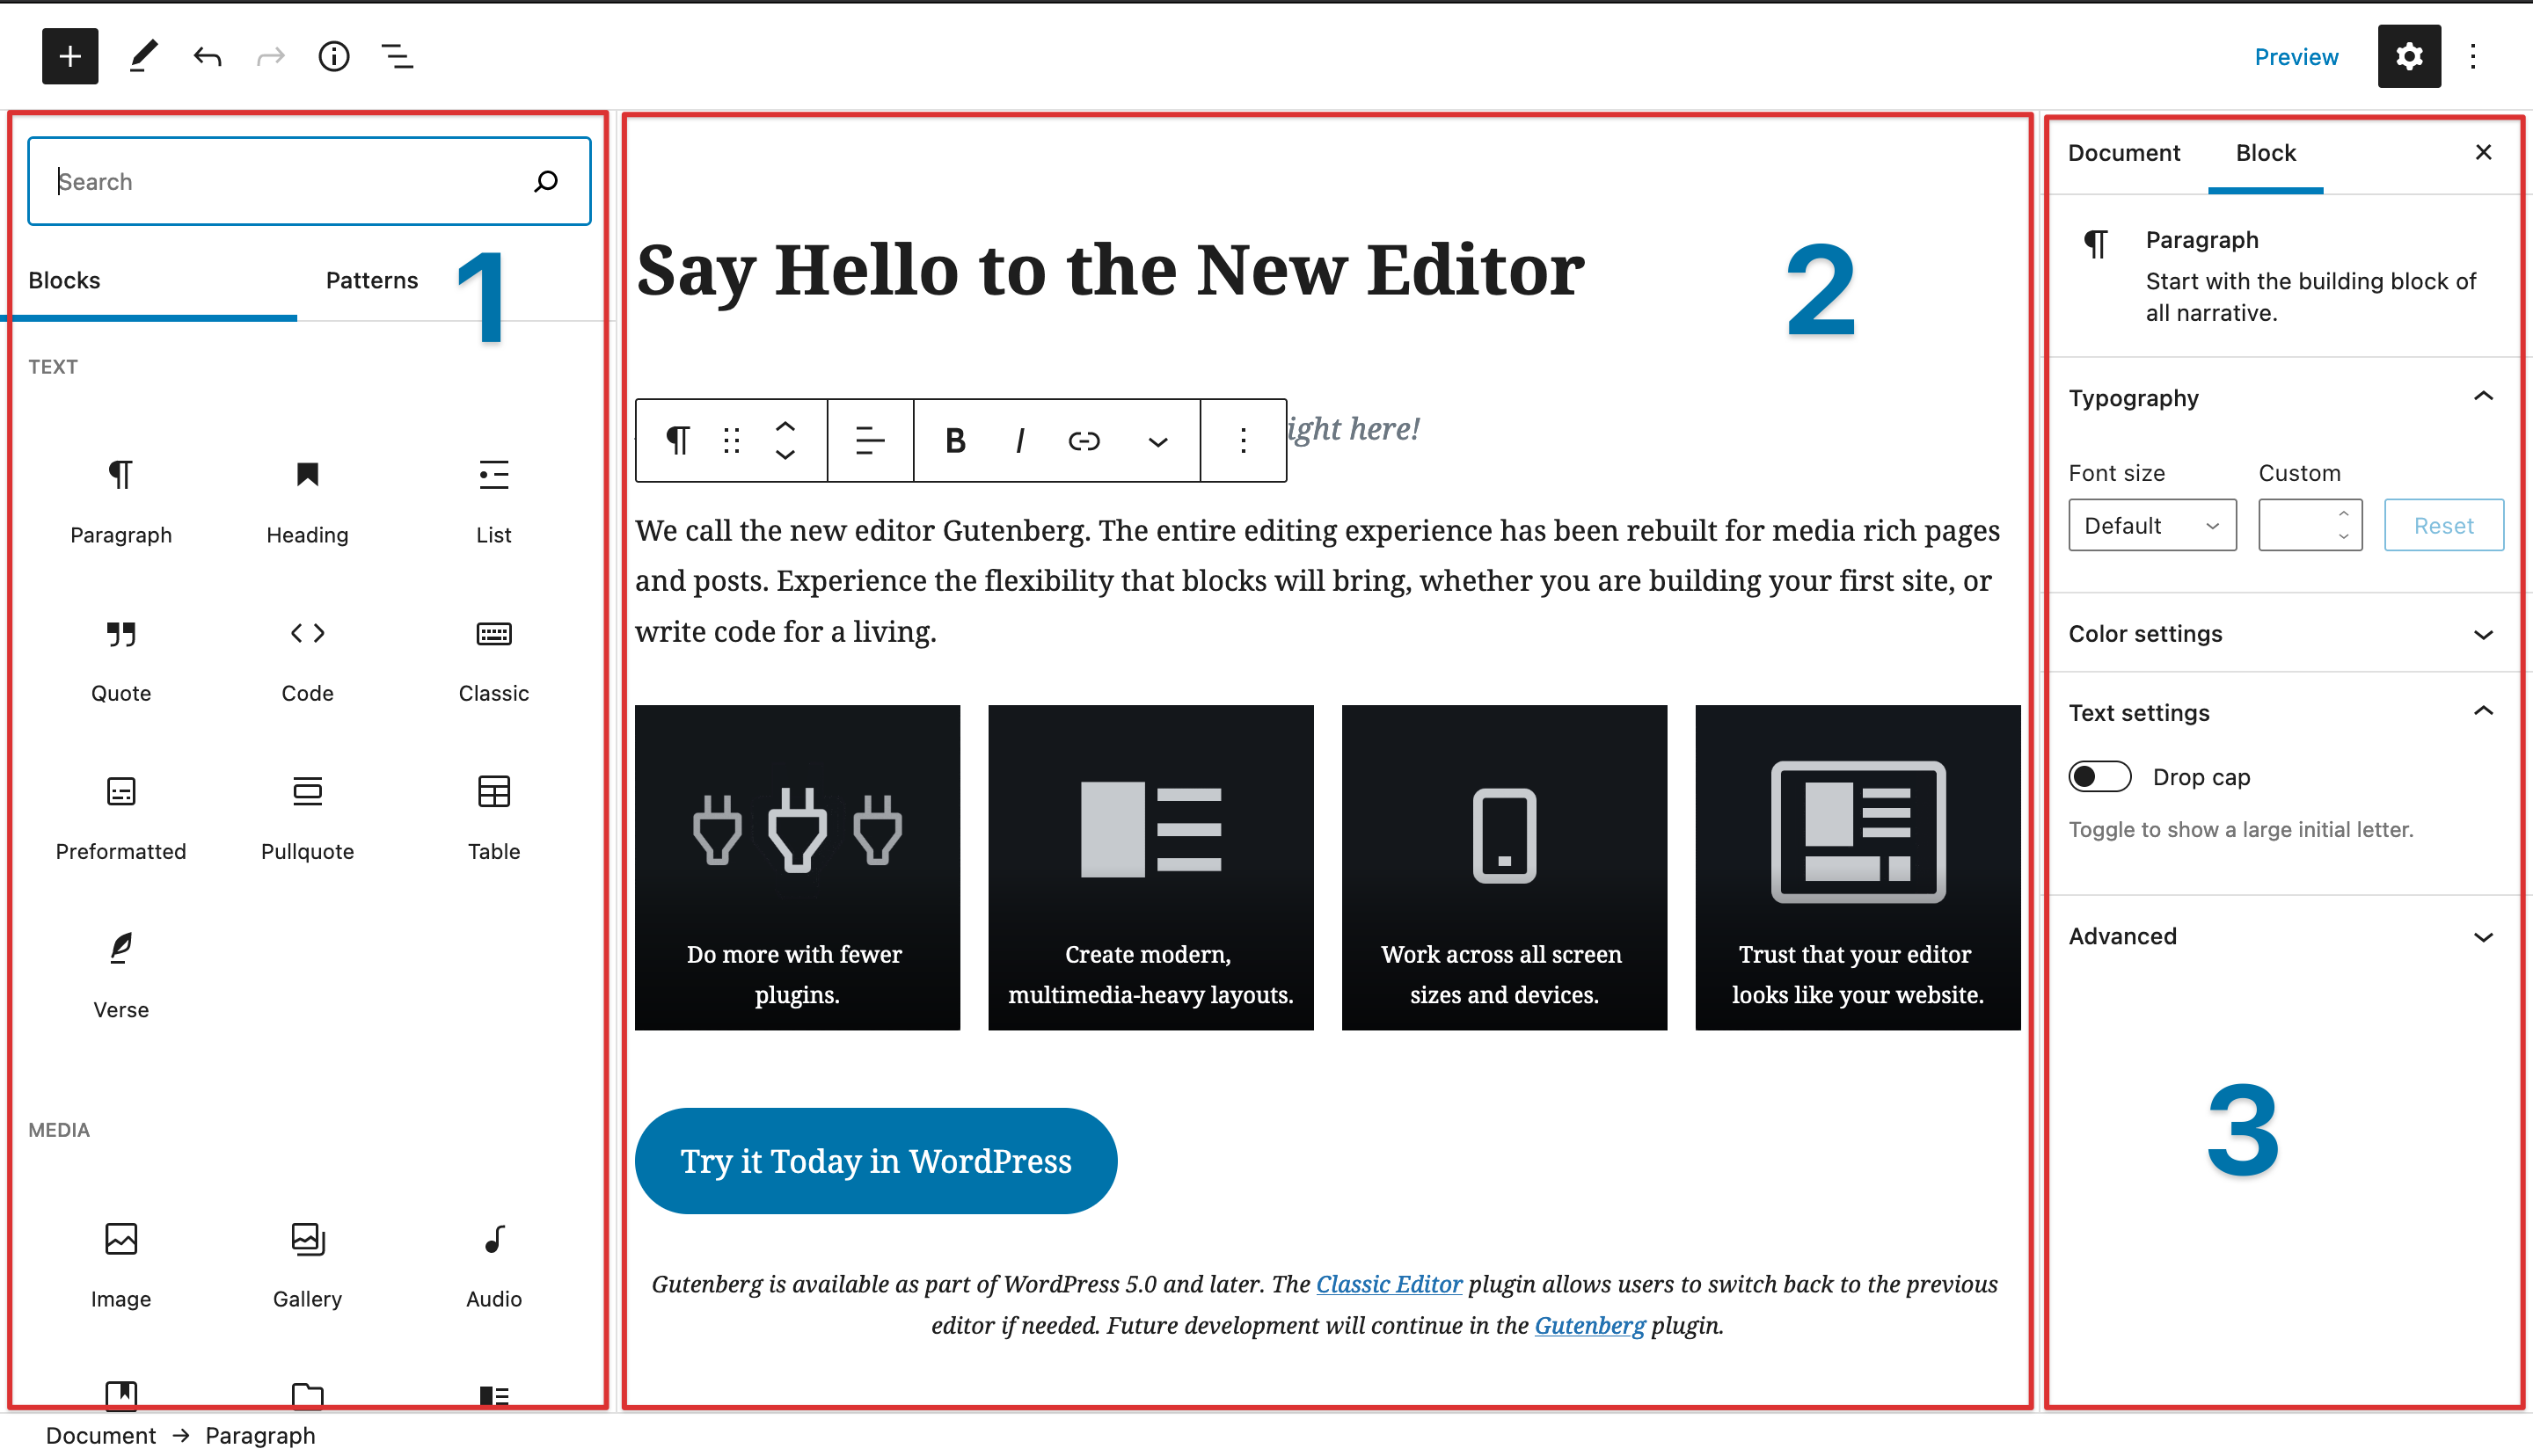 Preview
Search
Blocks
Patterns
1
TEXT
Paragraph
Heading
List
Quote
Code
Classic
Preformatted
Pullquote
Table
Verse
MEDIA
Image
Gallery
Audio
Say Hello to the New Editor
2
B I
ight here!
We call the new editor Gutenberg. The entire editing experience has been rebuilt for media rich pages
and posts. Experience the flexibility that blocks will bring, whether you are building your first site, or
write code for a living.
Do more with fewer
plugins.
Create modern,
multimedia-heavy layouts.
Work across all screen
sizes and devices.
Trust that your editor
looks like your website.
Try it Today in WordPress
Gutenberg is available as part of WordPress 5.0 and later. The Classic Editor plugin allows users to switch back to the previous
editor if needed. Future development will continue in the Gutenberg plugin.
Document
Block
Paragraph
Start with the building block of
all narrative.
Typography
Font size
Custom
Default
Reset
Color settings
Text settings
Drop cap
Toggle to show a large initial letter.
Advanced
3
Document → Paragraph